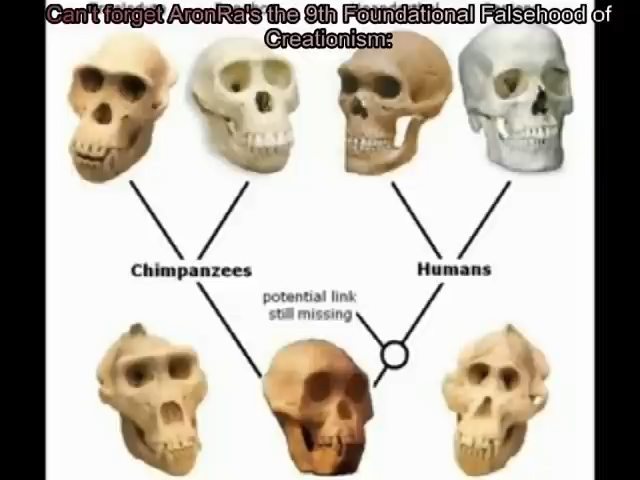 Can't forget AronRa's the 9th Foundational Falsehood of
Creationism:
Chimpanzees
Humans
potential link
still missing